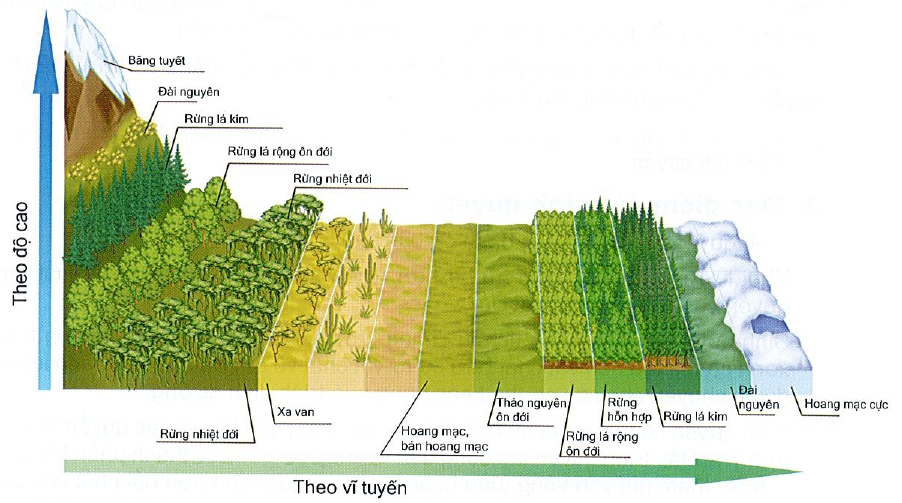 Băng tuyết
Đài nguyên
Rừng lá kim
Rừng lá rộng ôn đới
Rừng nhiệt đới
Theo độ cao
Rừng nhiệt đới
Xa van
Hoang mạc,
bán hoang mạc
Thảo nguyên
ôn đới
Rừng lá rộng
ôn đới
Rừng
hỗn hợp
Rừng lá kim
Đài
nguyên
Hoang mạc cực
Theo vĩ tuyến